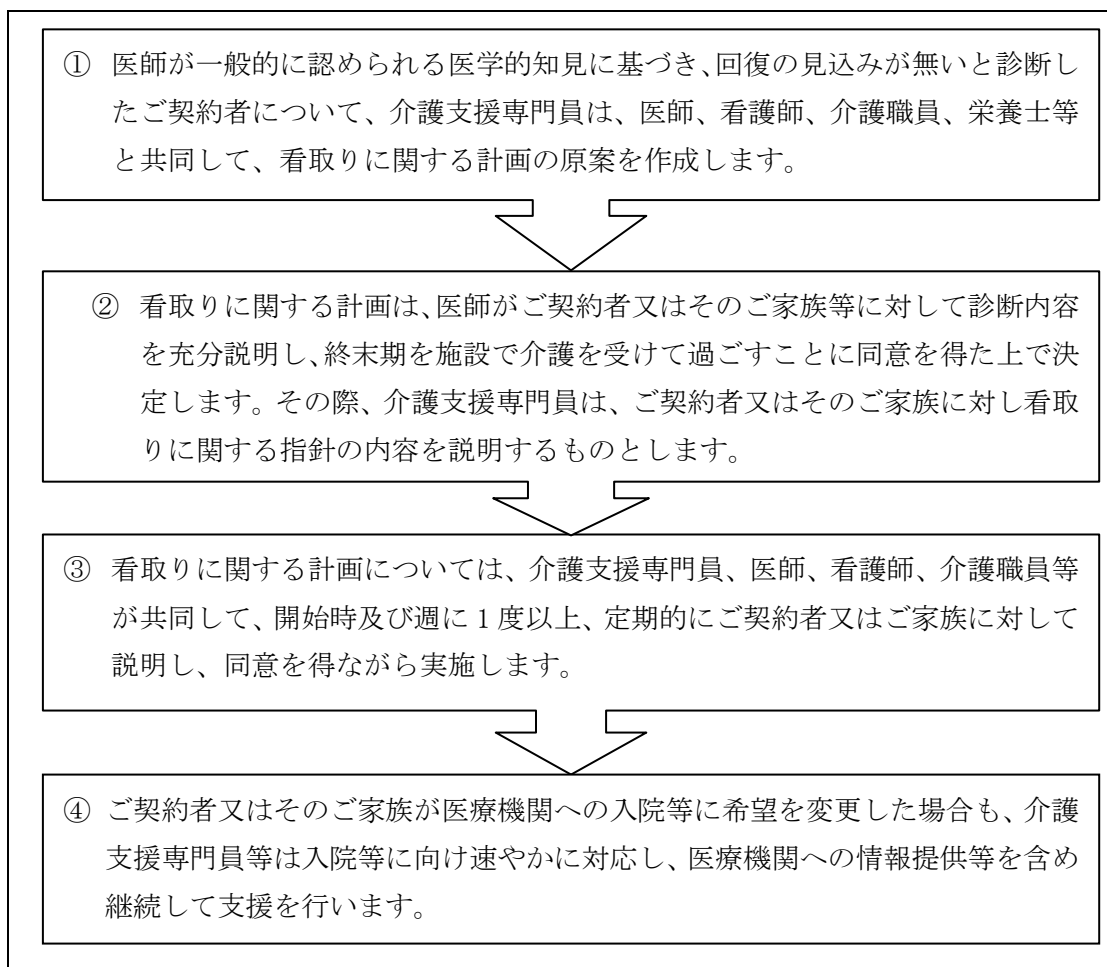 ① 医師が一般的に認められる医学的知見に基づき、回復の見込みが無いと診断し
たご契約者について、介護支援専門員は、医師、看護師、介護職員、栄養士等
と共同して、看取りに関する計画の原案を作成します。
② 看取りに関する計画は、医師がご契約者又はそのご家族等に対して診断内容
を充分説明し、終末期を施設で介護を受けて過ごすことに同意を得た上で決
定します。その際、介護支援専門員は、ご契約者又はそのご家族に対し看取
りに関する指針の内容を説明するものとします。
③ 看取りに関する計画については、介護支援専門員、医師、看護師、介護職員等
が共同して、開始時及び週に1度以上、定期的にご契約者又はご家族に対して
説明し、同意を得ながら実施します。
④ ご契約者又はそのご家族が医療機関への入院等に希望を変更した場合も、介護
支援専門員等は入院等に向け速やかに対応し、医療機関への情報提供等を含め
継続して支援を行います。